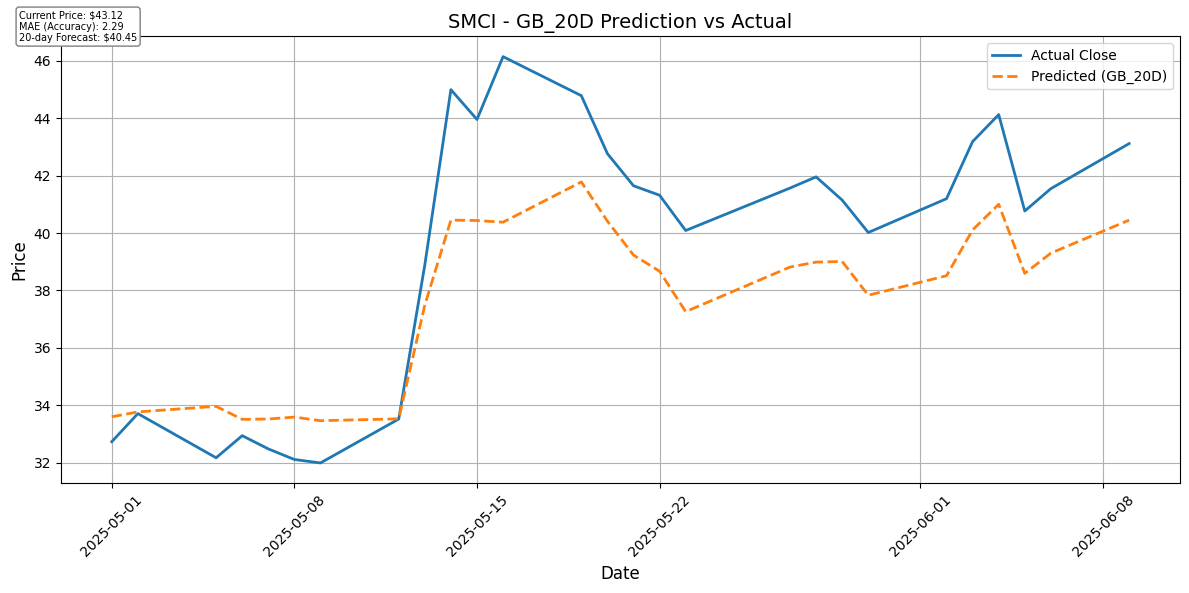 Current Price: $43.12
MAE (Accuracy): 2.29
20-day Forecast: $40.45
SMCI - GB_20D Prediction vs Actual
Actual Close
Predicted (GB_20D)
Price
46
44
42
40
38
36
34
32
2025-05-01
2025-05-08
2025-05-15
2025-05-22
2025-06-01
2025-06-08
Date